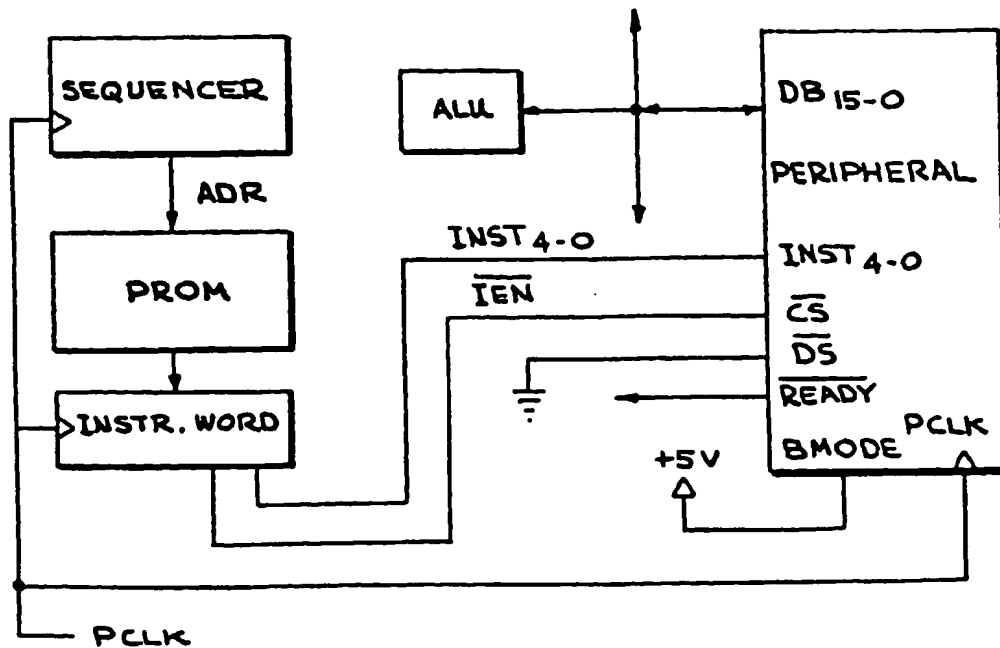 SEQUENCER
ADR
PROM
INSTR. WORD
PCLK
ALU
INST 4-0
IEN
+5V
DB 15-0
PERIPHERAL
INST 4-0
CS
DS
READY
BMODE
PCLK